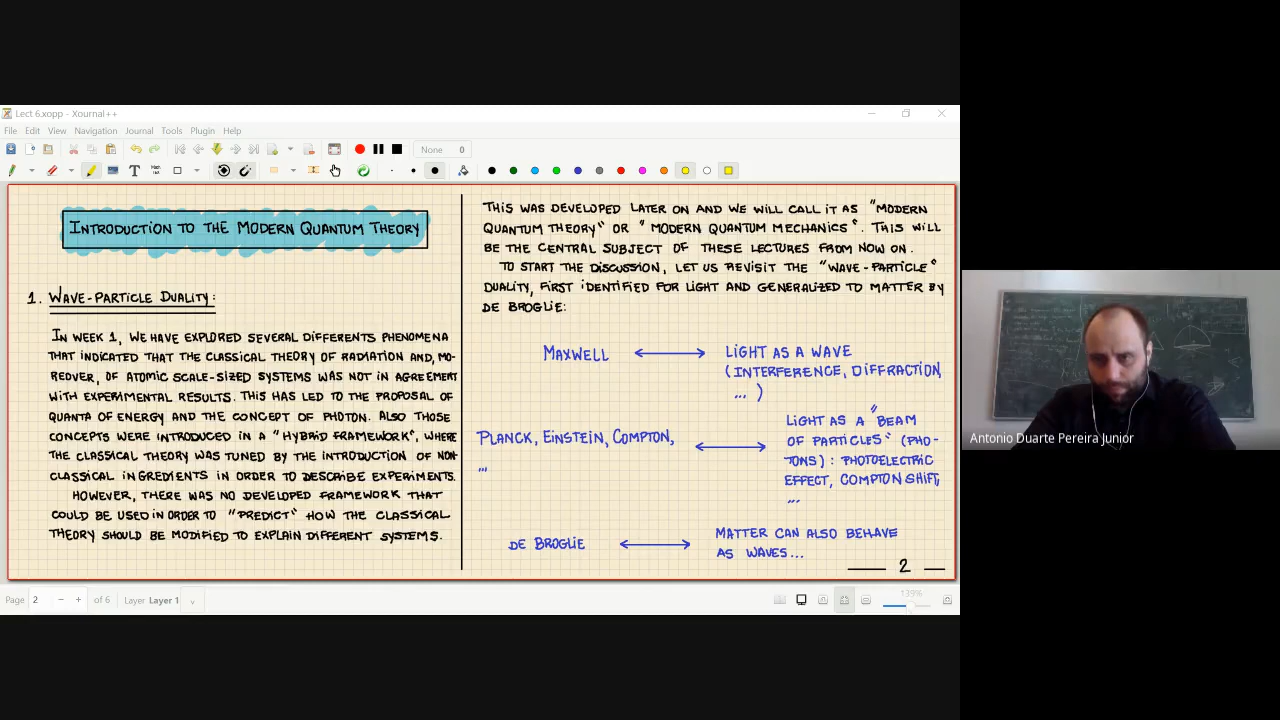 Lect 6.xopp - Xournal++
File Edit View Navigation Journal Tools Plugin Help
None 0
INTRODUCTION TO THE MODERN QUANTUM THEORY
1. WAVE-PARTICLE DUALITY:
IN WEEK 1, WE HAVE EXPLORED SEVERAL DIFFERENTS PHENOMENA
THAT INDICATED THAT THE CLASSICAL THEORY OF RADIATION AND, MO-
REOVER, OF ATOMIC SCALE-SIZED SYSTEMS WAS NOT IN AGREEMENT
WITH EXPERIMENTAL RESULTS. THIS HAS LED TO THE PROPOSAL OF
QUANTA OF ENERGY AND THE CONCEPT OF PHOTON. ALSO THOSE
CONCEPTS WERE INTRODUCED IN A "HYBRID FRAMEWORK", WHERE
THE CLASSICAL THEORY WAS TUNED BY THE INTRODUCTION OF NON-
CLASSICAL INGREDIENTS IN ORDER TO DESCRIBE EXPERIMENTS.
HOWEVER, THERE WAS NO DEVELOPED FRAMEWORK THAT
COULD BE USED IN ORDER TO "PREDICT" HOW THE CLASSICAL
THEORY SHOULD BE MODIFIED TO EXPLAIN DIFFERENT SYSTEMS.
THIS WAS DEVELOPED LATER ON AND WE WILL CALL IT AS "MODERN
QUANTUM THEORY" OR "MODERN QUANTUM MECHANICS". THIS WILL
BE THE CENTRAL SUBJECT OF THESE LECTURES FROM NOW ON.
TO START THE DISCUSSION, LET US REVISIT THE "WAVE-PARTICLE"
DUALITY, FIRST IDENTIFIED FOR LIGHT AND GENERALIZED TO MATTER BY
DE BROGLIE:
MAXWELL ↔ LIGHT AS A WAVE
(INTERFERENCE, DIFFRACTION,
... )
PLANCK, EINSTEIN, COMPTON, ↔ LIGHT AS A "BEAM
... OF PARTICLES" (PHO-
TONS): PHOTOELECTRIC
EFFECT, COMPTON SHIFT,
...
DE BROGLIE ↔ MATTER CAN ALSO BEHAVE
AS WAVES...
2
Page 2 of 6 Layer Layer 1
139%
Antonio Duarte Pereira Junior